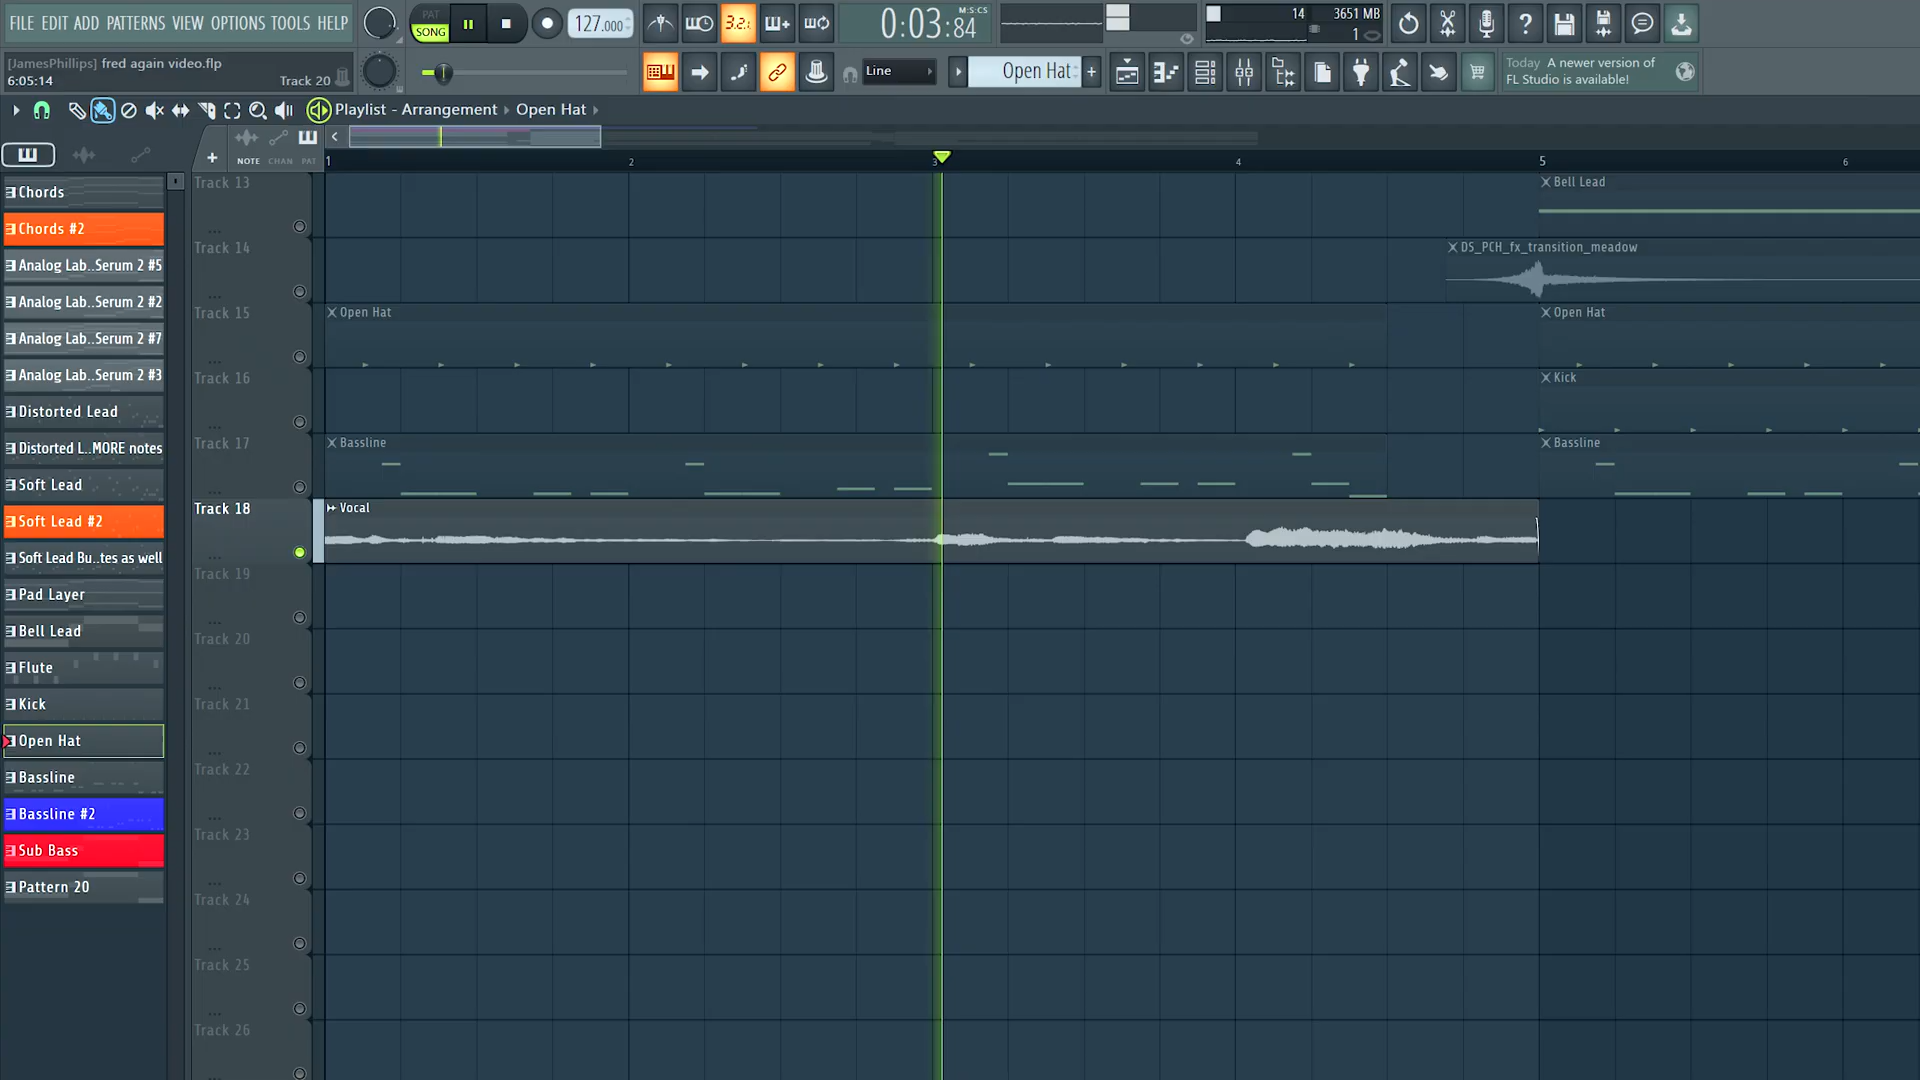 FILE EDIT ADD PATTERNS VIEW OPTIONS TOOLS HELP
PAT
SONG
127.000
3.2.
0:03:84
M:S:CS
14
3651 MB
1
[JamesPhillips] fred again video.flp
6:05:14
Track 20
Line
Open Hat
+
Today A newer version of
FL Studio is available!
Playlist - Arrangement › Open Hat ›
NOTE CHAN PAT
+
1 2 3 4 5 6
Chords
Chords #2
Analog Lab..Serum 2 #5
Analog Lab..Serum 2 #2
Analog Lab..Serum 2 #7
Analog Lab..Serum 2 #3
Distorted Lead
Distorted L..MORE notes
Soft Lead
Soft Lead #2
Soft Lead Bu..tes as well
Pad Layer
Bell Lead
Flute
Kick
Open Hat
Bassline
Bassline #2
Sub Bass
Pattern 20
Track 13
Bell Lead
Track 14
DS_PCH_fx_transition_meadow
Track 15
Open Hat
Open Hat
Track 16
Kick
Track 17
Bassline
Bassline
Track 18
Vocal
Track 19
Track 20
Track 21
Track 22
Track 23
Track 24
Track 25
Track 26